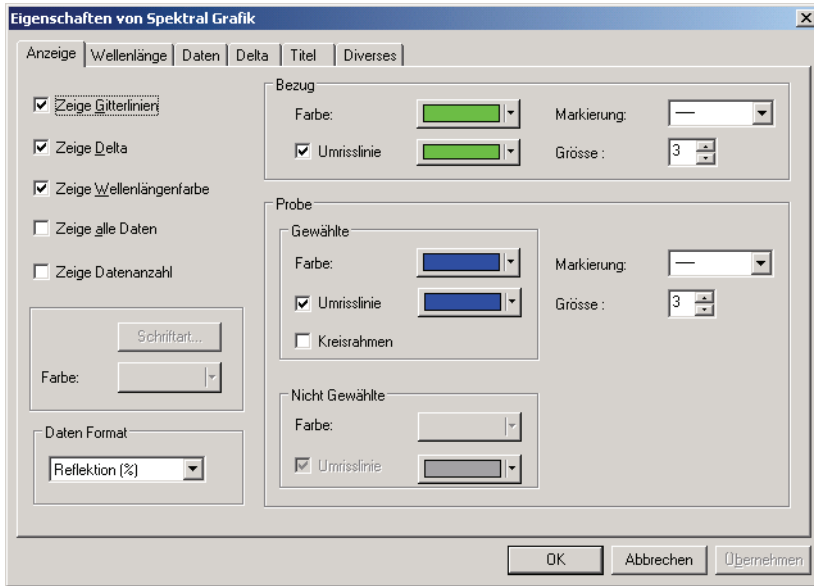 Eigenschaften von Spektral Grafik
Anzeige
Wellenlänge
Daten
Delta
Titel
Diverses
Zeige Gitterlinien
Zeige Delta
Zeige Wellenlängenfarbe
Zeige alle Daten
Zeige Datenanzahl
Schriftart...
Farbe:
Daten Format
Reflektion (%)
Bezug
Farbe:
Markierung:
Umrisslinie
Grösse :
3
Probe
Gewählte
Farbe:
Markierung:
Umrisslinie
Grösse :
3
Kreisrahmen
Nicht Gewählte
Farbe:
Umrisslinie
OK
Abbrechen
Übernehmen